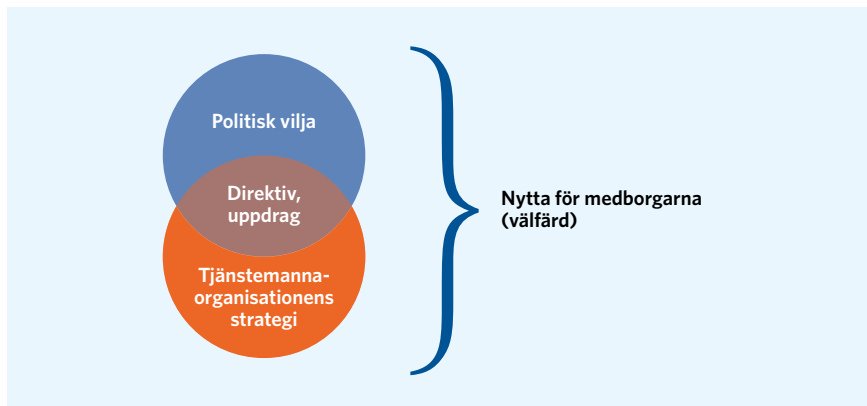 Politisk vilja
Direktiv,
uppdrag
Tjänstemanna-
organisationens
strategi
Nytta för medborgarna
(välfärd)